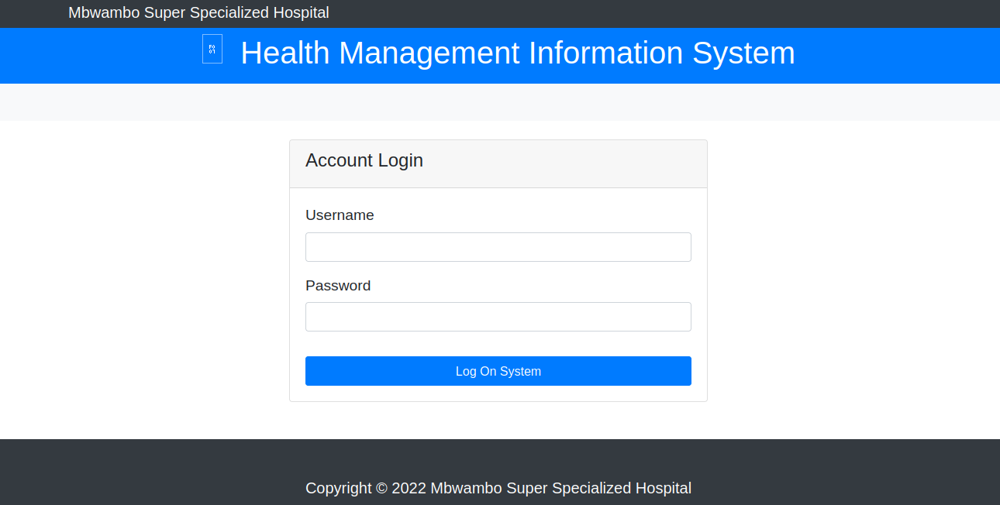 Mbwambo Super Specialized Hospital
Health Management Information System
Account Login
Username
Password
Log On System
Copyright © 2022 Mbwambo Super Specialized Hospital